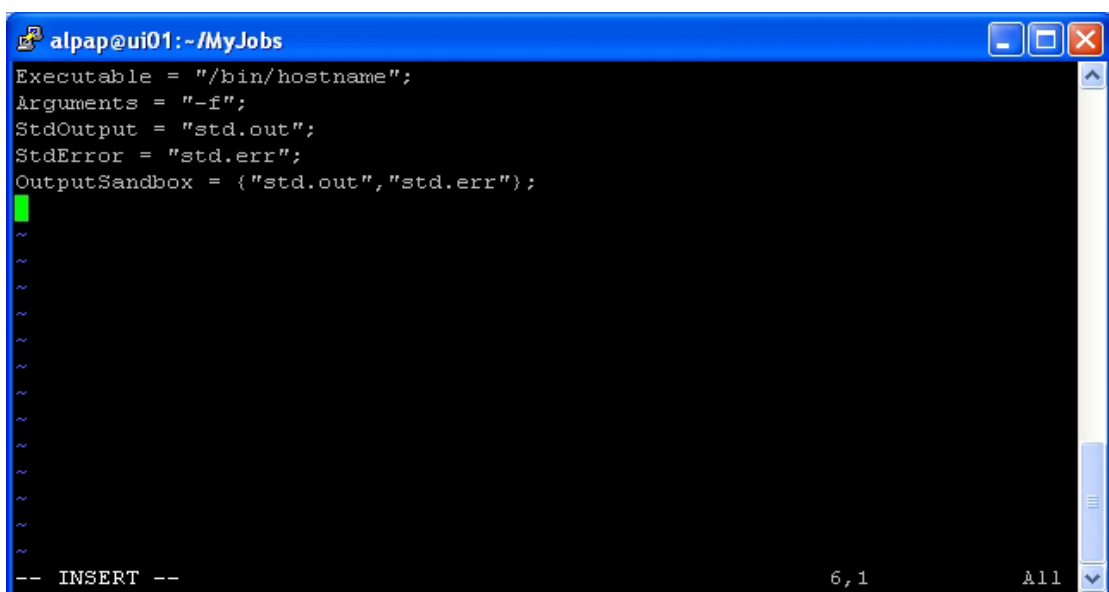 alpap@ui01:~/MyJobs
Executable = "/bin/hostname";
Arguments = "-f";
StdOutput = "std.out";
StdError = "std.err";
OutputSandbox = {"std.out","std.err"};
~
~
~
~
~
~
~
~
~
~
~
~
~
-- INSERT -- 6,1 All